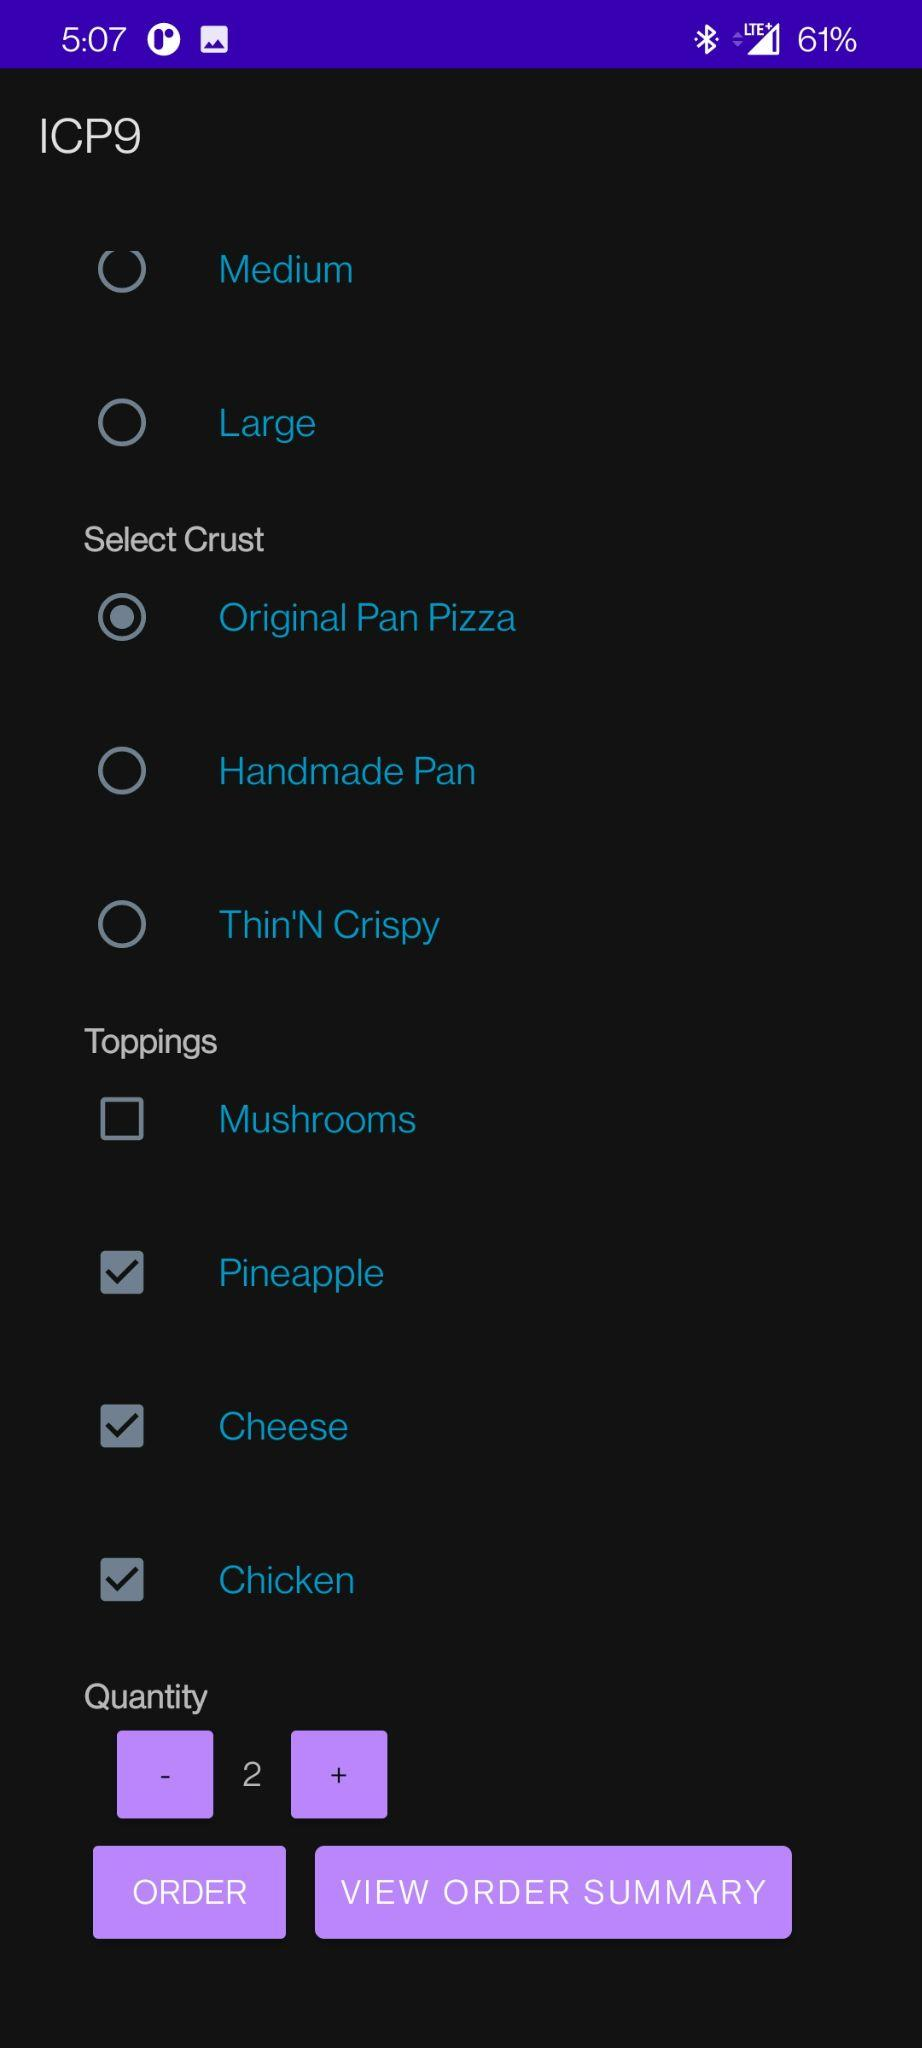 5:07 LTE+ 61%
ICP9
Medium
Large
Select Crust
Original Pan Pizza
Handmade Pan
Thin'N Crispy
Toppings
Mushrooms
Pineapple
Cheese
Chicken
Quantity
- 2 +
ORDER VIEW ORDER SUMMARY